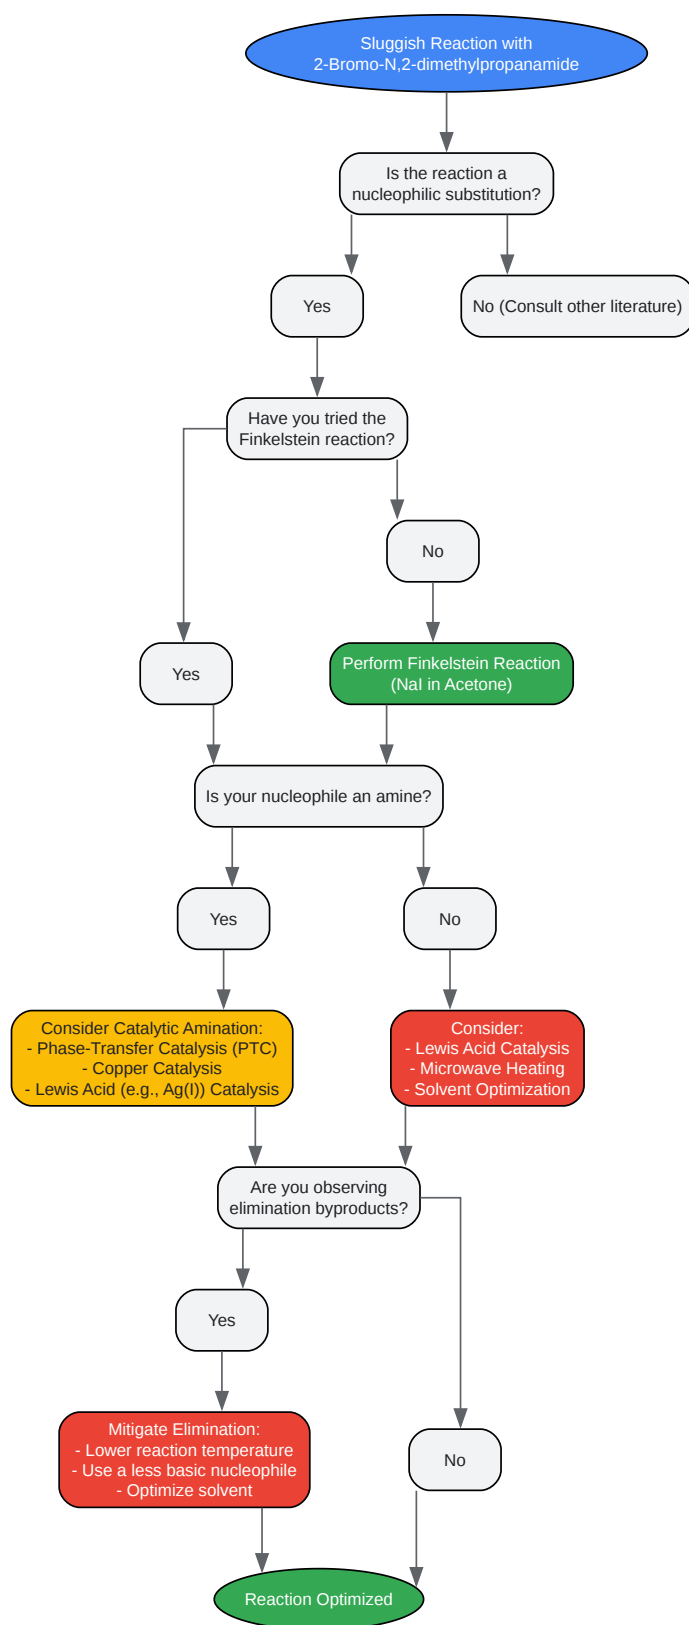 Sluggish Reaction with
2-Bromo-N,2-dimethylpropanamide
Is the reaction a
nucleophilic substitution?
Yes
No (Consult other literature)
Have you tried the
Finkelstein reaction?
No
Yes
Perform Finkelstein Reaction
(NaI in Acetone)
Is your nucleophile an amine?
Yes
No
Consider Catalytic Amination:
- Phase-Transfer Catalysis (PTC)
- Copper Catalysis
- Lewis Acid (e.g., Ag(I)) Catalysis
Consider:
- Lewis Acid Catalysis
- Microwave Heating
- Solvent Optimization
Are you observing
elimination byproducts?
Yes
Mitigate Elimination:
- Lower reaction temperature
- Use a less basic nucleophile
- Optimize solvent
No
Reaction Optimized